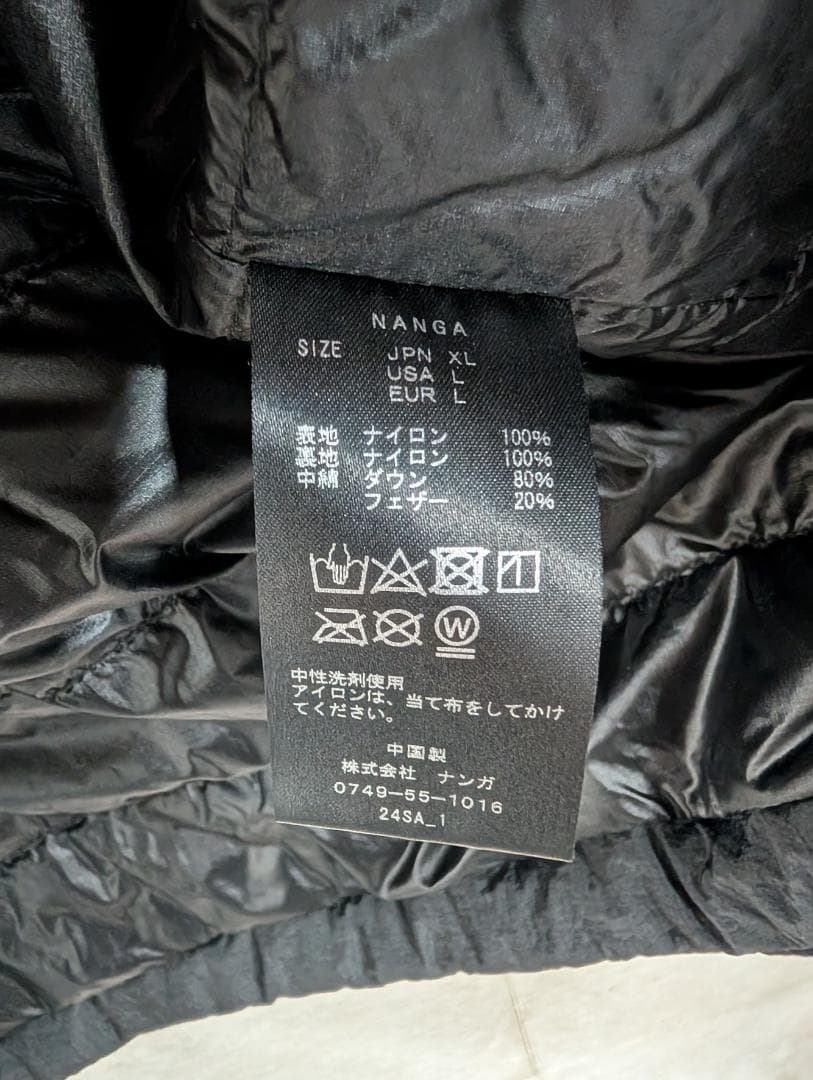 NANGA
SIZE JPN XL
USA L
EUR L
表地 ナイロン 100%
裏地 ナイロン 100%
中綿 ダウン 80%
フェザー 20%
W
中性洗剤使用
アイロンは、当て布をしてかけ
てください。
中国製
株式会社 ナンガ
0749-55-1016
24SA_1